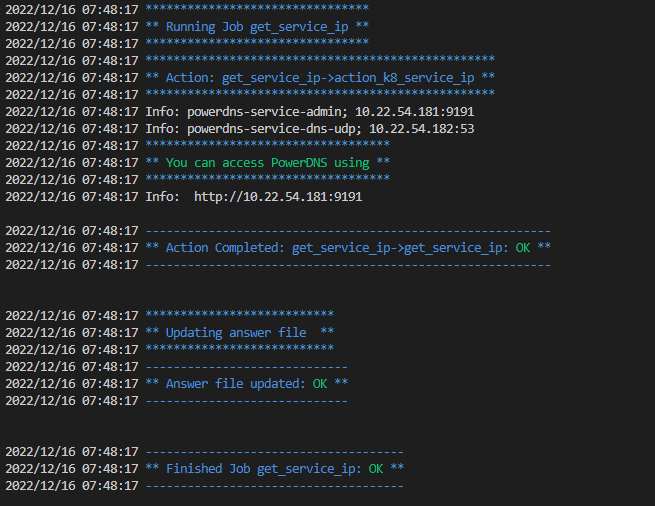 2022/12/16 07:48:17 ********************************
2022/12/16 07:48:17 ** Running Job get_service_ip **
2022/12/16 07:48:17 ********************************
2022/12/16 07:48:17 **************************************************
2022/12/16 07:48:17 ** Action: get_service_ip->action_k8_service_ip **
2022/12/16 07:48:17 **************************************************
2022/12/16 07:48:17 Info: powerdns-service-admin; 10.22.54.181:9191
2022/12/16 07:48:17 Info: powerdns-service-dns-udp; 10.22.54.182:53
2022/12/16 07:48:17 ***********************************
2022/12/16 07:48:17 ** You can access PowerDNS using **
2022/12/16 07:48:17 ***********************************
2022/12/16 07:48:17 Info:  http://10.22.54.181:9191
2022/12/16 07:48:17 ----------------------------------------------------------
2022/12/16 07:48:17 ** Action Completed: get_service_ip->get_service_ip: OK **
2022/12/16 07:48:17 ----------------------------------------------------------
2022/12/16 07:48:17 ***************************
2022/12/16 07:48:17 ** Updating answer file  **
2022/12/16 07:48:17 ***************************
2022/12/16 07:48:17 -----------------------------
2022/12/16 07:48:17 ** Answer file updated: OK **
2022/12/16 07:48:17 -----------------------------
2022/12/16 07:48:17 -------------------------------------
2022/12/16 07:48:17 ** Finished Job get_service_ip: OK **
2022/12/16 07:48:17 -------------------------------------